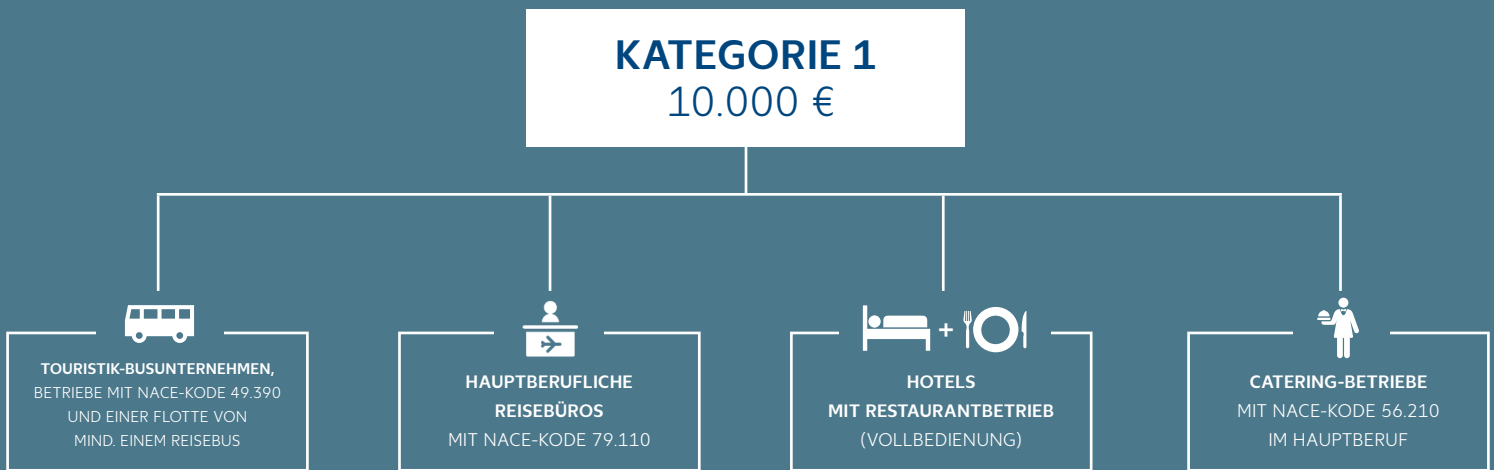 KATEGORIE 1
10.000 €
TOURISTIK-BUSUNTERNEHMEN,
BETRIEBE MIT NACE-KODE 49.390
UND EINER FLOTTE VON
MIND. EINEM REISEBUS
HAUPTBERUFLICHE
REISEBÜROS
MIT NACE-KODE 79.110
+
HOTELS
MIT RESTAURANTBETRIEB
(VOLLBEDIENUNG)
CATERING-BETRIEBE
MIT NACE-KODE 56.210
IM HAUPTBERUF